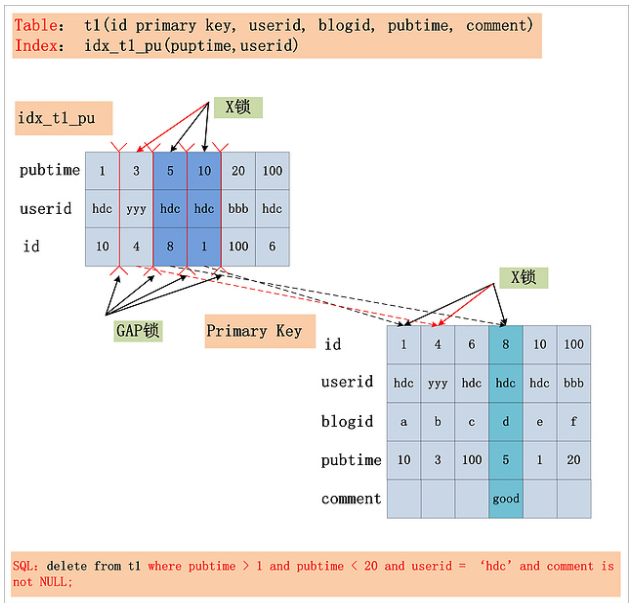 Table: t1(id primary key, userid, blogid, pubtime, comment)
Index: idx_t1_pu(puptime,userid)
X锁
idx_t1_pu
pubtime 1 3 5 10 20 100
userid hdc yyy hdc hdc bbb hdc
id 10 4 8 1 100 6
X锁
GAP锁
Primary Key
id 1 4 6 8 10 100
userid hdc yyy hdc hdc hdc bbb
blogid a b c d e f
pubtime 10 3 100 5 1 20
comment good
SQL: delete from t1 where pubtime > 1 and pubtime < 20 and userid = ‘hdc’and comment is
not NULL;